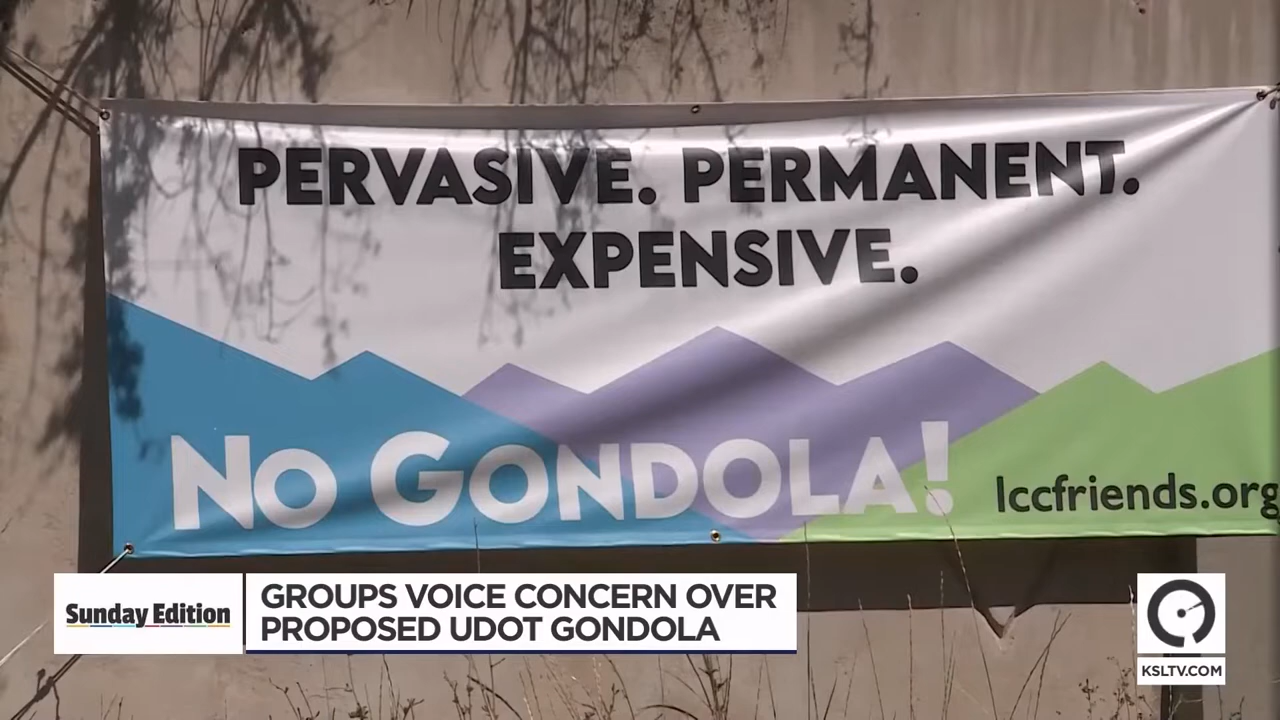 PERVASIVE. PERMANENT.
EXPENSIVE.
NO GONDOLA!
lccfriends.org
Sunday Edition
GROUPS VOICE CONCERN OVER
PROPOSED UDOT GONDOLA
KSLTV.COM